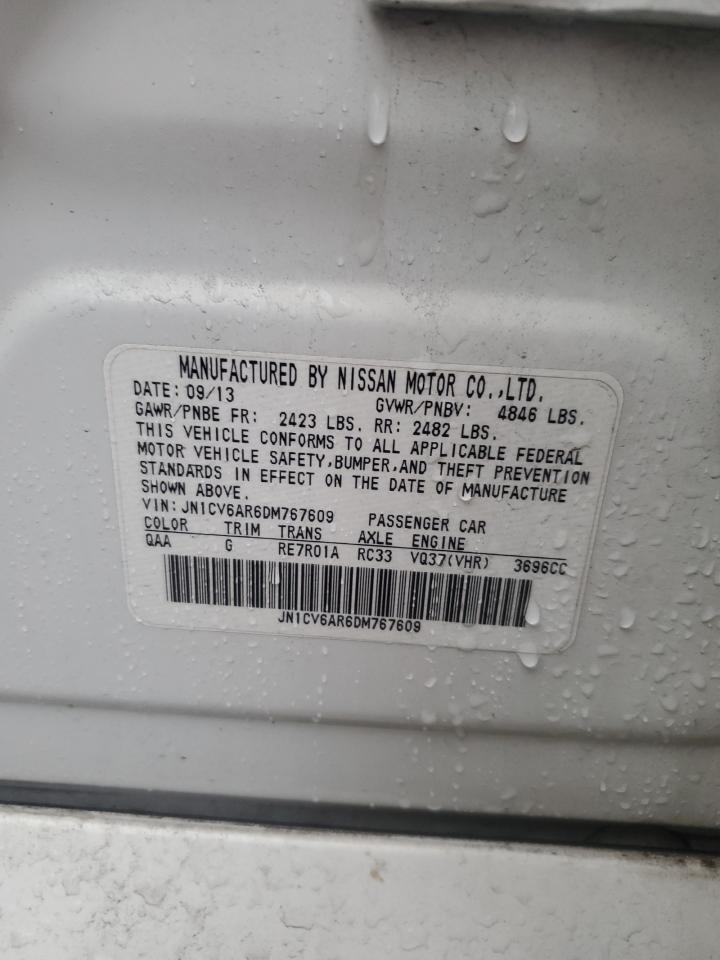 MANUFACTURED BY NISSAN MOTOR CO.,LTD.
DATE: 09/13 GVWR/PNBV: 4846 LBS.
GAWR/PNBE FR: 2423 LBS. RR: 2482 LBS.
THIS VEHICLE CONFORMS TO ALL APPLICABLE FEDERAL
MOTOR VEHICLE SAFETY,BUMPER,AND THEFT PREVENTION
STANDARDS IN EFFECT ON THE DATE OF MANUFACTURE
SHOWN ABOVE.
VIN: JN1CV6AR6DM767609 PASSENGER CAR
COLOR TRIM TRANS AXLE ENGINE
QAA G RE7R01A RC33 VQ37(VHR) 3696CC
JN1CV6AR6DM767609